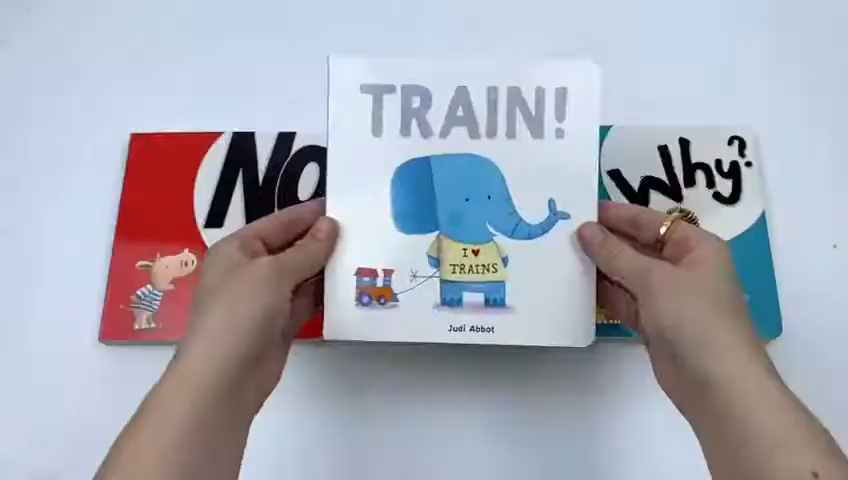 TRAIN!
No
Why?
I ♥
TRAINS
Judi Abbot